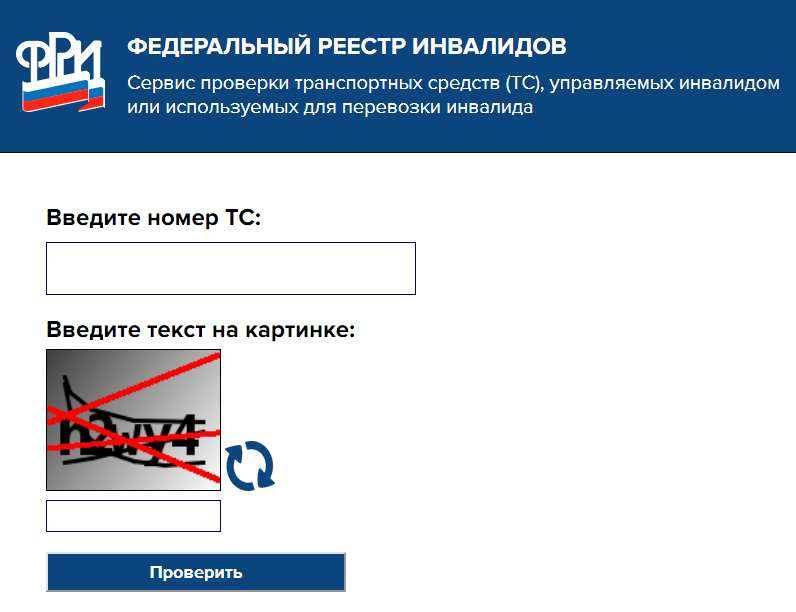 ФРИ
ФЕДЕРАЛЬНЫЙ РЕЕСТР ИНВАЛИДОВ
Сервис проверки транспортных средств (ТС), управляемых инвалидом
или используемых для перевозки инвалида
Введите номер ТС:
Введите текст на картинке:
Проверить